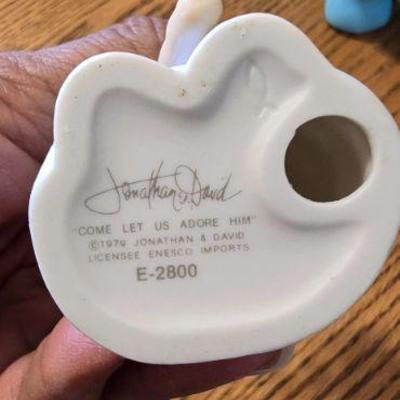 Jonathan & David
"COME LET US ADORE HIM"
©1979 JONATHAN & DAVID
LICENSEE ENESCO IMPORTS
E-2800